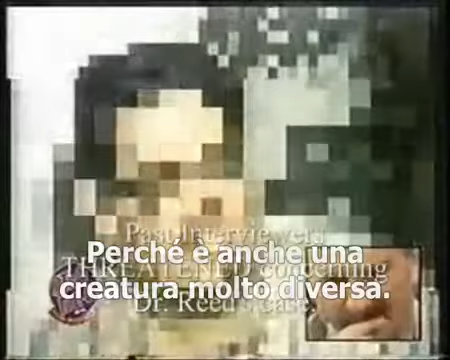 Past Interviewers
Perché è anche una
THREATENED concerning
creatura molto diversa.
Dr. Reed's case.